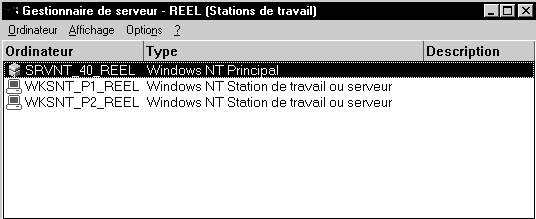 Gestionnaire de serveur - REEL (Stations de travail)
Ordinateur Affichage Options ?
Ordinateur Type Description
SRVNT_40_REEL Windows NT Principal
WKSNT_P1_REEL Windows NT Station de travail ou serveur
WKSNT_P2_REEL Windows NT Station de travail ou serveur